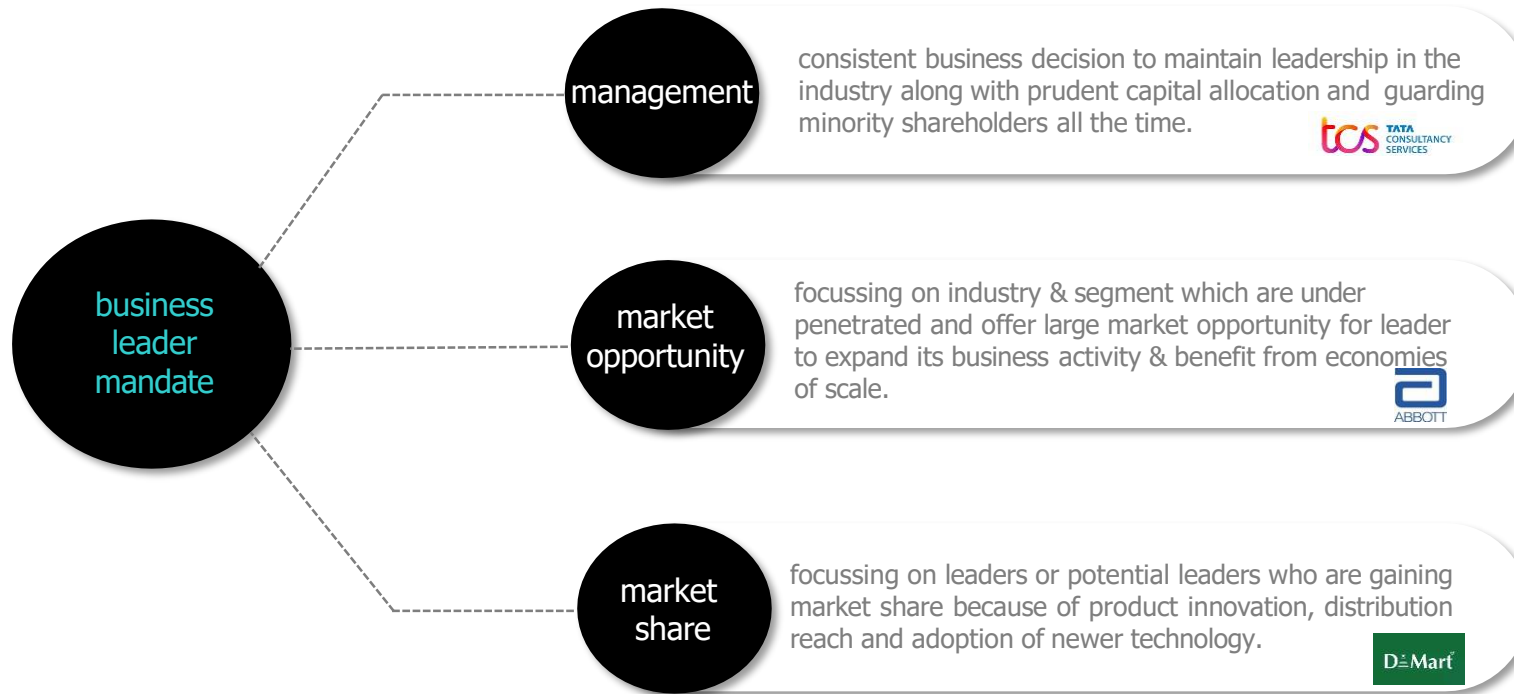 management
consistent business decision to maintain leadership in the
industry along with prudent capital allocation and guarding
minority shareholders all the time.
tcs TATA
CONSULTANCY
SERVICES
business
leader
mandate
market
opportunity
focussing on industry & segment which are under
penetrated and offer large market opportunity for leader
to expand its business activity & benefit from economies
of scale.
ABBOTT
market
share
focussing on leaders or potential leaders who are gaining
market share because of product innovation, distribution
reach and adoption of newer technology.
D Mart